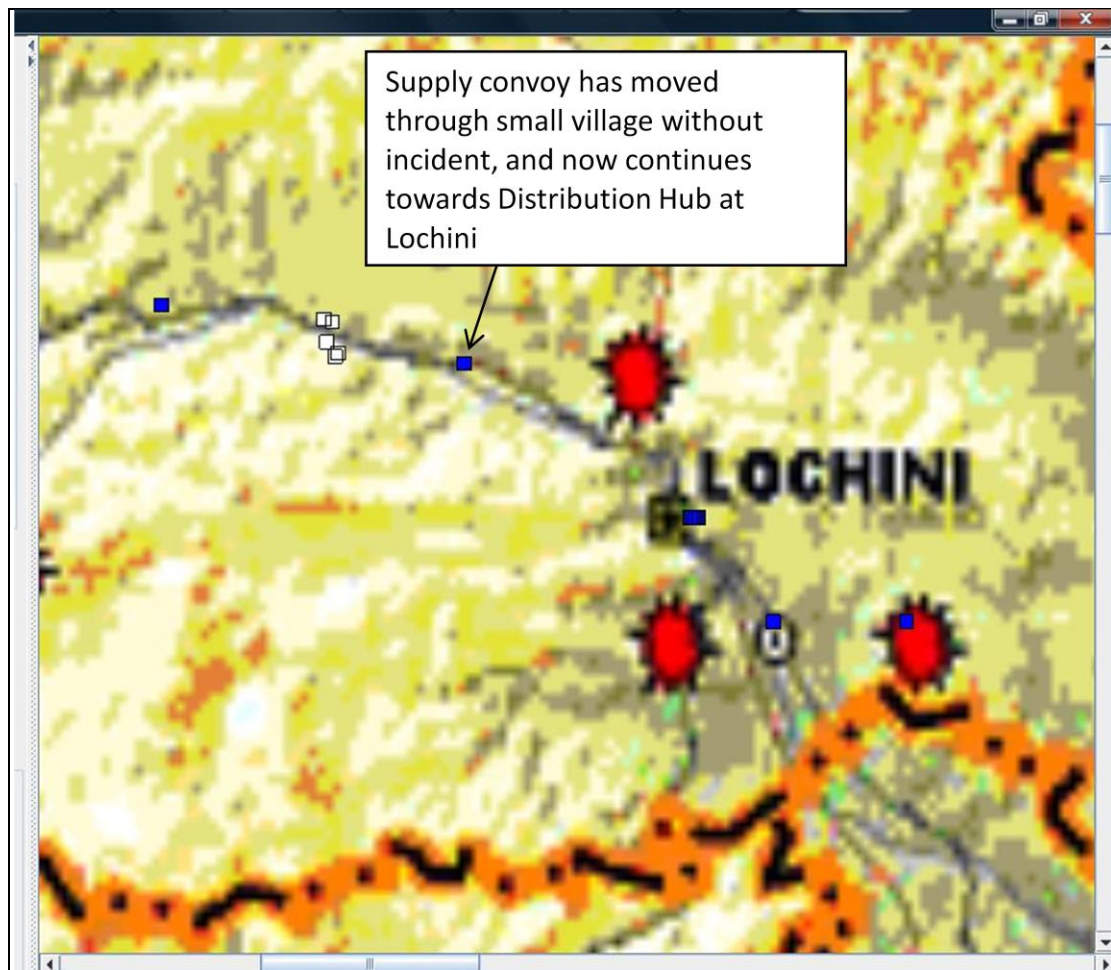 Supply convoy has moved
through small village without
incident, and now continues
towards Distribution Hub at
Lochini
LOCHINI